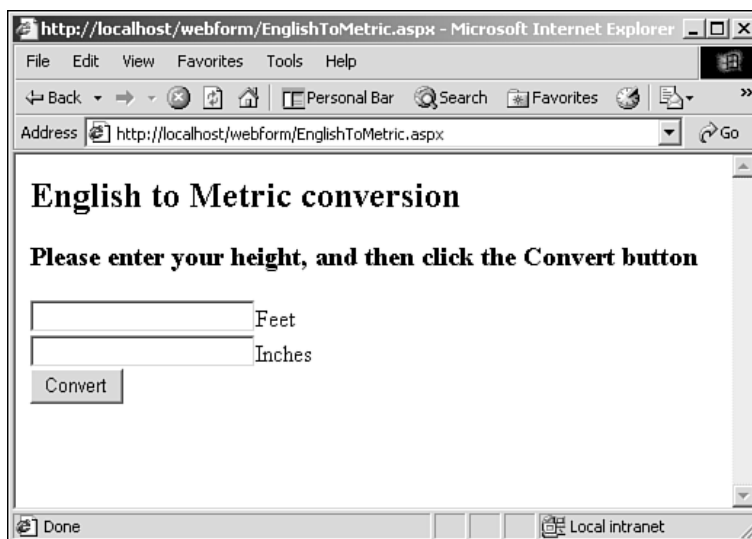 http://localhost/webform/EnglishToMetric.aspx - Microsoft Internet Explorer
File Edit View Favorites Tools Help
Back Personal Bar Search Favorites »
Address http://localhost/webform/EnglishToMetric.aspx Go
English to Metric conversion
Please enter your height, and then click the Convert button
Feet
Inches
Convert
Done Local intranet